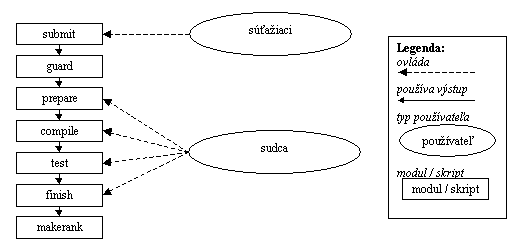 submit
guard
prepare
compile
test
finish
makerank
súťažiaci
sudca
Legenda:
ovláda
používa výstup
typ používateľa
používateľ
modul / skript
modul / skript